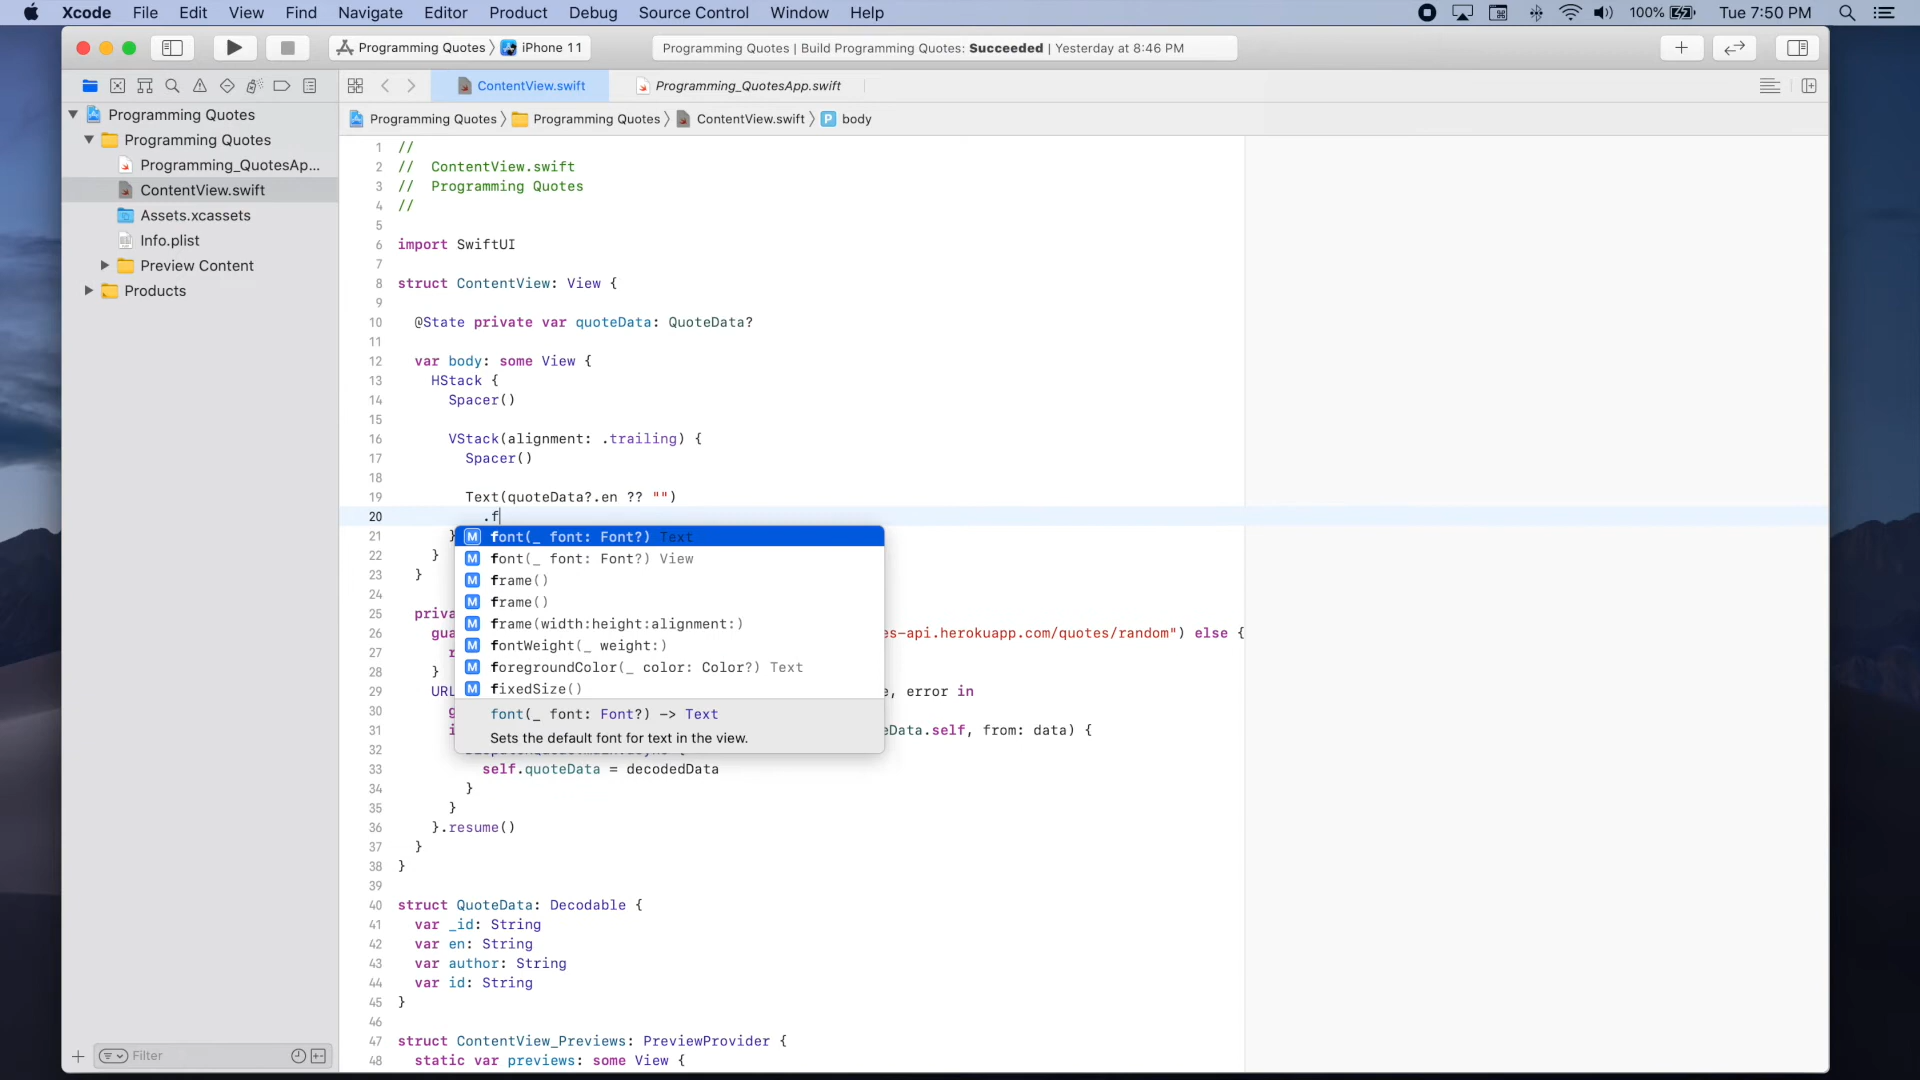 Xcode File Edit View Find Navigate Editor Product Debug Source Control Window Help 100% Tue 7:50 PM
Programming Quotes 〉 iPhone 11
Programming Quotes | Build Programming Quotes: Succeeded | Yesterday at 8:46 PM
ContentView.swift
Programming_QuotesApp.swift
Programming Quotes 〉 Programming Quotes 〉 ContentView.swift 〉 P body
Programming Quotes
Programming Quotes
Programming_QuotesAp...
ContentView.swift
Assets.xcassets
Info.plist
Preview Content
Products
Filter
1 //
2 // ContentView.swift
3 // Programming Quotes
4 //
5
6 import SwiftUI
7
8 struct ContentView: View {
9
10 @State private var quoteData: QuoteData?
11
12 var body: some View {
13 HStack {
14 Spacer()
15
16 VStack(alignment: .trailing) {
17 Spacer()
18
19 Text(quoteData?.en ?? "")
20 .f
21 }
22 }
23 }
24
25 priva
26 gua es-api.herokuapp.com/quotes/random") else {
27 r
28 }
29 URL e, error in
30 g
31 i eData.self, from: data) {
32
33 self.quoteData = decodedData
34 }
35 }
36 }.resume()
37 }
38 }
39
40 struct QuoteData: Decodable {
41 var _id: String
42 var en: String
43 var author: String
44 var id: String
45 }
46
47 struct ContentView_Previews: PreviewProvider {
48 static var previews: some View {
M font(_ font: Font?) Text
M font(_ font: Font?) View
M frame()
M frame()
M frame(width:height:alignment:)
M fontWeight(_ weight:)
M foregroundColor(_ color: Color?) Text
M fixedSize()
font(_ font: Font?) -> Text
Sets the default font for text in the view.